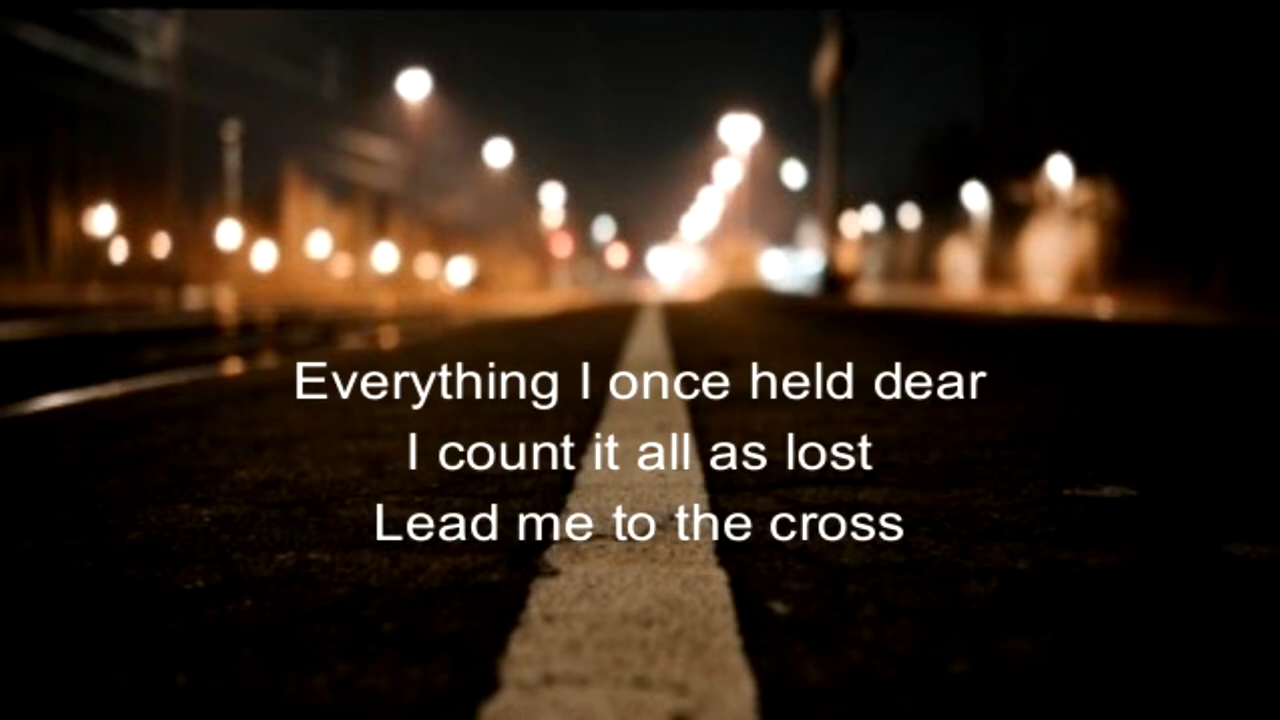 Everything I once held dear
I count it all as lost
Lead me to the cross